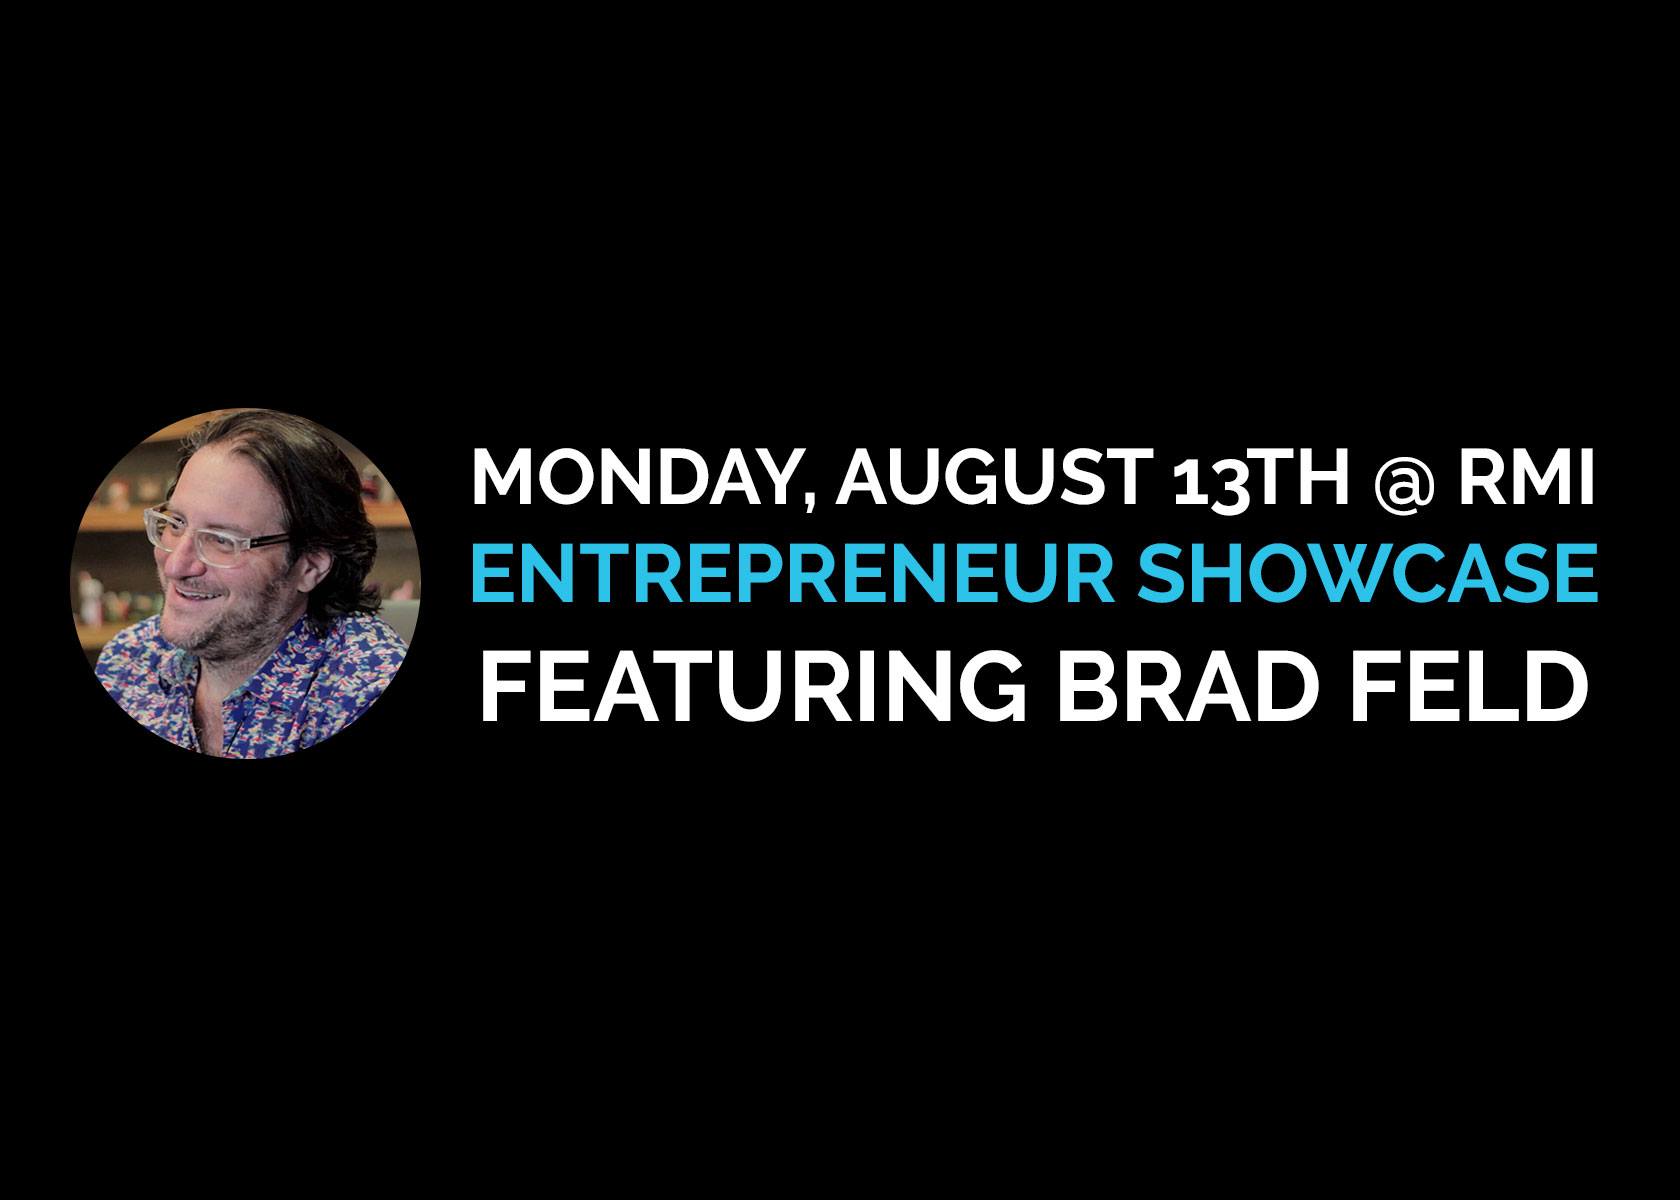 MONDAY, AUGUST 13TH @ RMI
ENTREPRENEUR SHOWCASE
FEATURING BRAD FELD